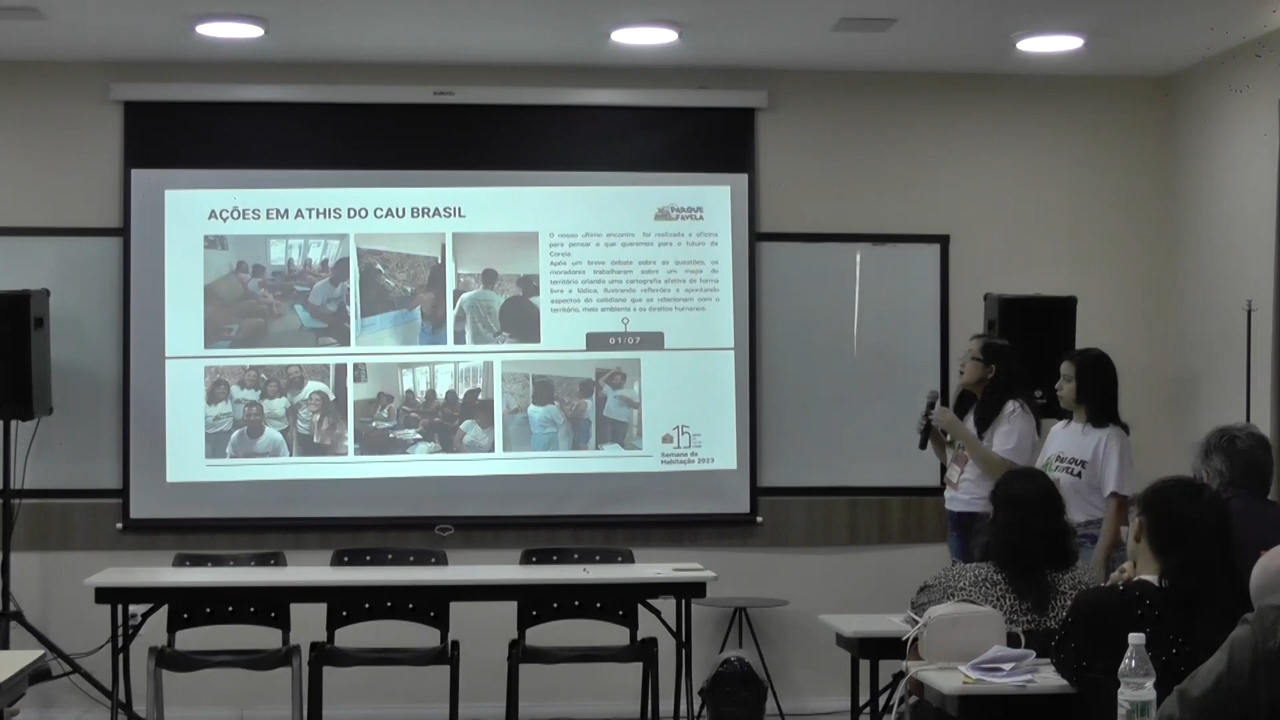 AÇÕES EM ATHIS DO CAU BRASIL
PARQUE
FAVELA
O nosso último encontro foi realizada a oficina
para pensar o que queremos para o futuro da
Coreia.
Após um breve debate sobre as questões, os
moradores trabalharam sobre um mapa do
território criando uma cartografia afetiva de forma
livre e lúdica, ilustrando reflexões e apontando
aspectos do cotidiano que se relacionam com o
território, meio ambiente e os direitos humanos.
01/07
15
Semana da
Habitação 2023
PARQUE
FAVELA